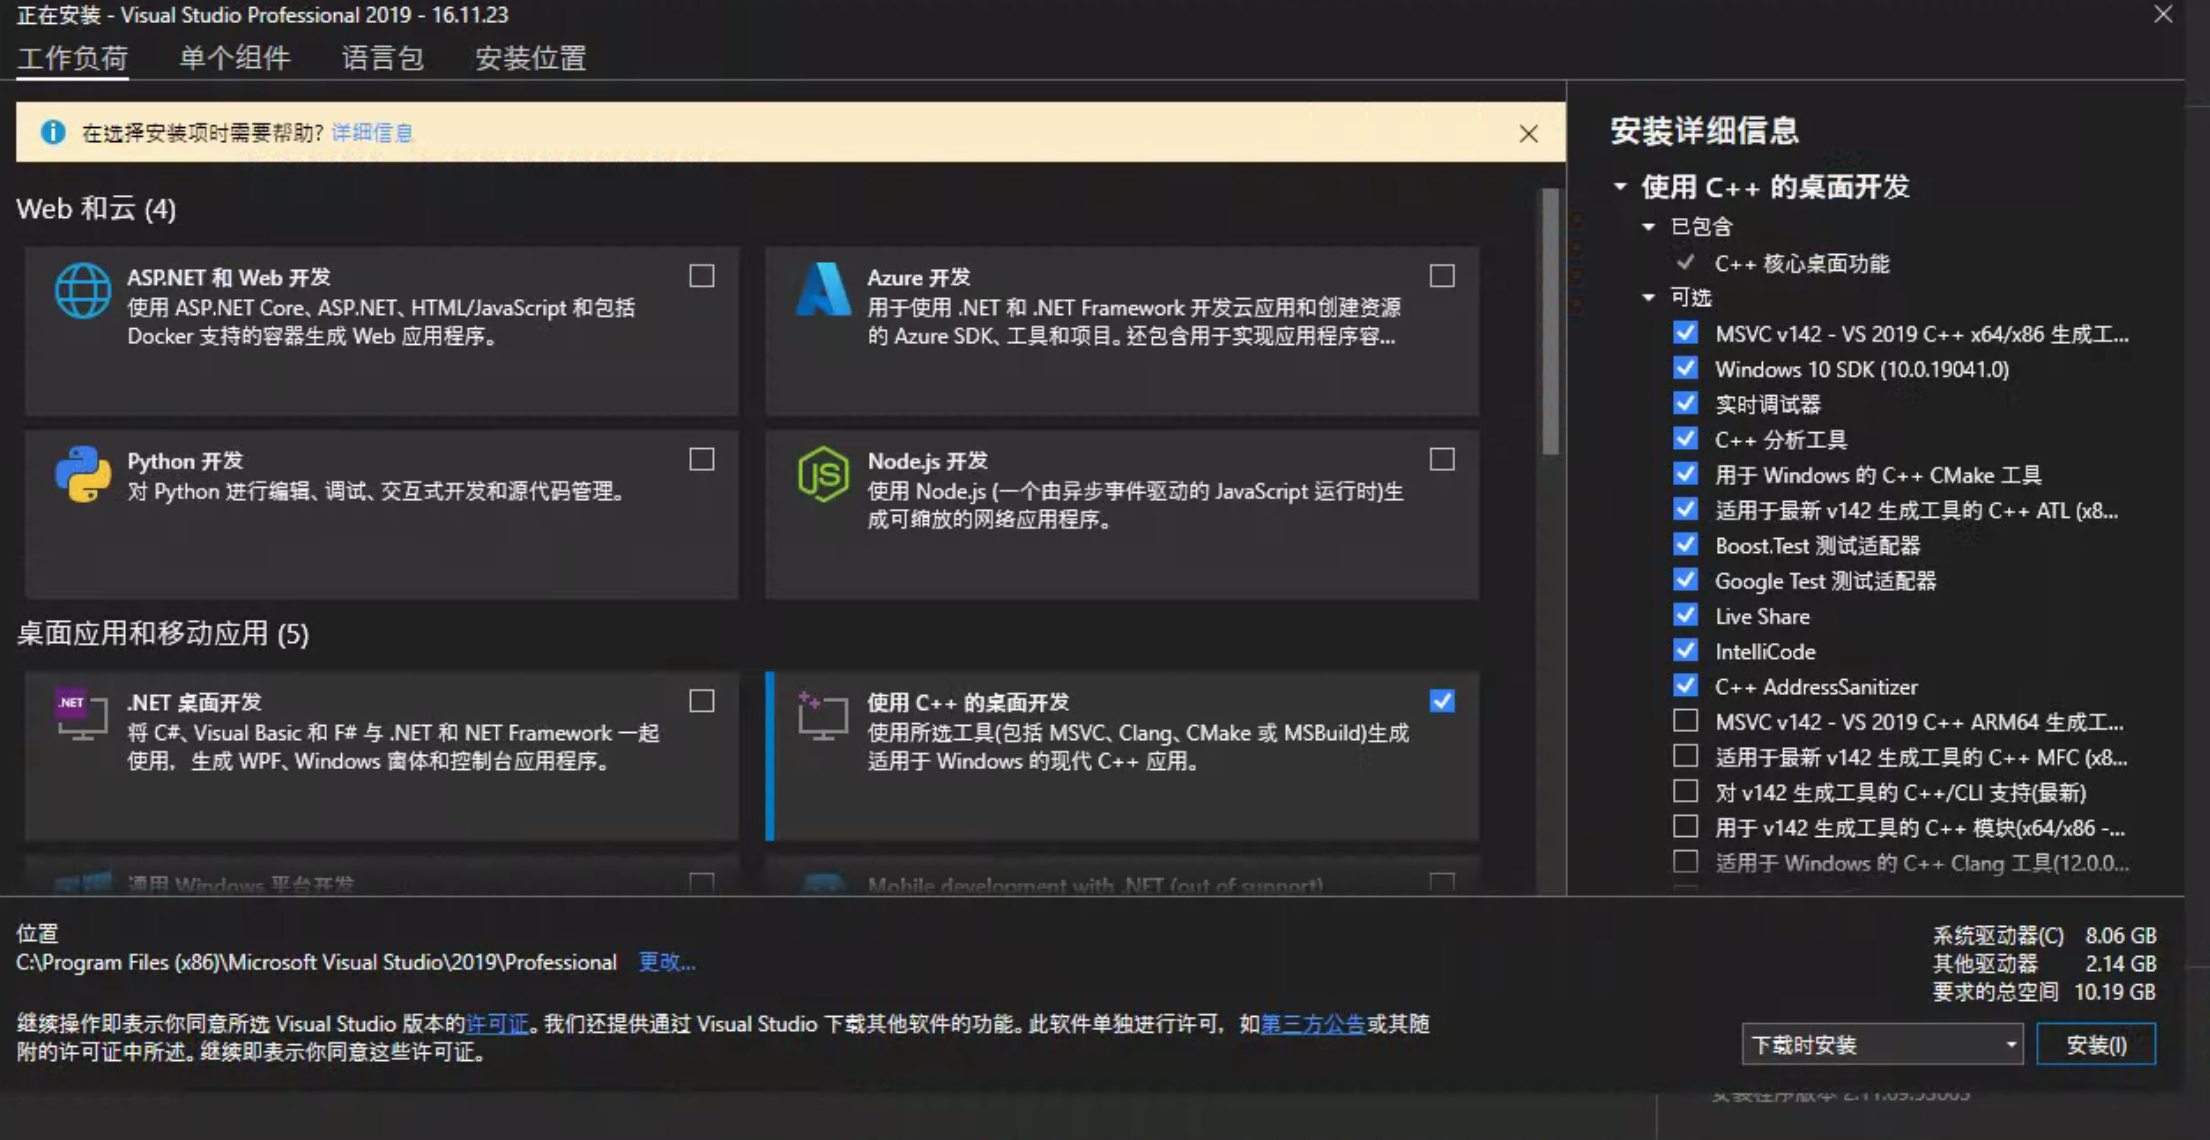 正在安装 - Visual Studio Professional 2019 - 16.11.23
工作负荷 单个组件 语言包 安装位置
在选择安装项时需要帮助? 详细信息
Web 和云 (4)
ASP.NET 和 Web 开发
使用 ASP.NET Core、ASP.NET、HTML/JavaScript 和包括
Docker 支持的容器生成 Web 应用程序。
Azure 开发
用于使用 .NET 和 .NET Framework 开发云应用和创建资源
的 Azure SDK、工具和项目。还包含用于实现应用程序容...
Python 开发
对 Python 进行编辑、调试、交互式开发和源代码管理。
Node.js 开发
使用 Node.js (一个由异步事件驱动的 JavaScript 运行时)生
成可缩放的网络应用程序。
桌面应用和移动应用 (5)
.NET 桌面开发
将 C#、Visual Basic 和 F# 与 .NET 和 NET Framework 一起
使用，生成 WPF、Windows 窗体和控制台应用程序。
使用 C++ 的桌面开发
使用所选工具(包括 MSVC、Clang、CMake 或 MSBuild)生成
适用于 Windows 的现代 C++ 应用。
通用 Windows 平台开发
Mobile development with .NET (out of support)
安装详细信息
使用 C++ 的桌面开发
已包含
C++ 核心桌面功能
可选
MSVC v142 - VS 2019 C++ x64/x86 生成工...
Windows 10 SDK (10.0.19041.0)
实时调试器
C++ 分析工具
用于 Windows 的 C++ CMake 工具
适用于最新 v142 生成工具的 C++ ATL (x8...
Boost.Test 测试适配器
Google Test 测试适配器
Live Share
IntelliCode
C++ AddressSanitizer
MSVC v142 - VS 2019 C++ ARM64 生成工...
适用于最新 v142 生成工具的 C++ MFC (x8...
对 v142 生成工具的 C++/CLI 支持(最新)
用于 v142 生成工具的 C++ 模块(x64/x86 -...
适用于 Windows 的 C++ Clang 工具(12.0.0...
位置
C:\Program Files (x86)\Microsoft Visual Studio\2019\Professional 更改...
继续操作即表示你同意所选 Visual Studio 版本的许可证。我们还提供通过 Visual Studio 下载其他软件的功能。此软件单独进行许可，如第三方公告或其随
附的许可证中所述。继续即表示你同意这些许可证。
系统驱动器(C) 8.06 GB
其他驱动器 2.14 GB
要求的总空间 10.19 GB
下载时安装 安装(I)
安装程序版本